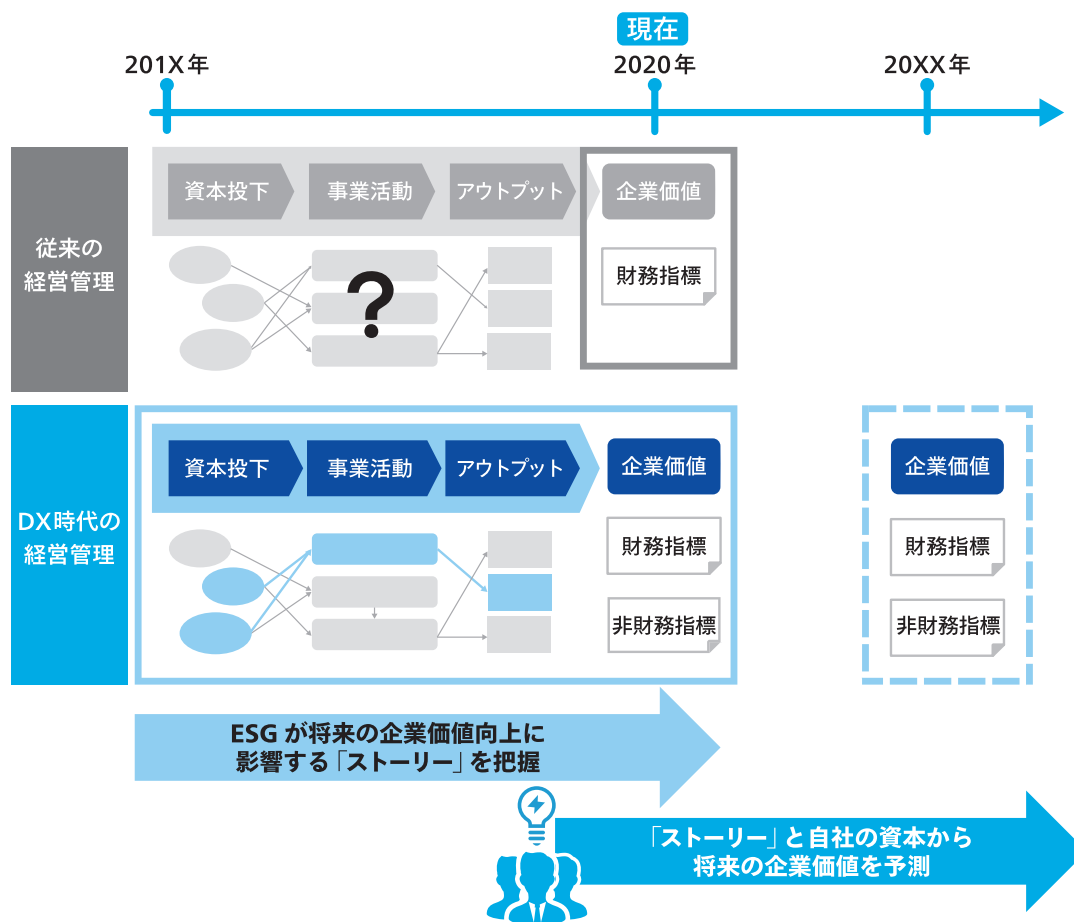 現在
201X年
2020年
20XX年
従来の
経営管理
資本投下
事業活動
アウトプット
企業価値
財務指標
?
DX時代の
経営管理
資本投下
事業活動
アウトプット
企業価値
財務指標
非財務指標
企業価値
財務指標
非財務指標
ESG が将来の企業価値向上に
影響する「ストーリー」を把握
「ストーリー」と自社の資本から
将来の企業価値を予測